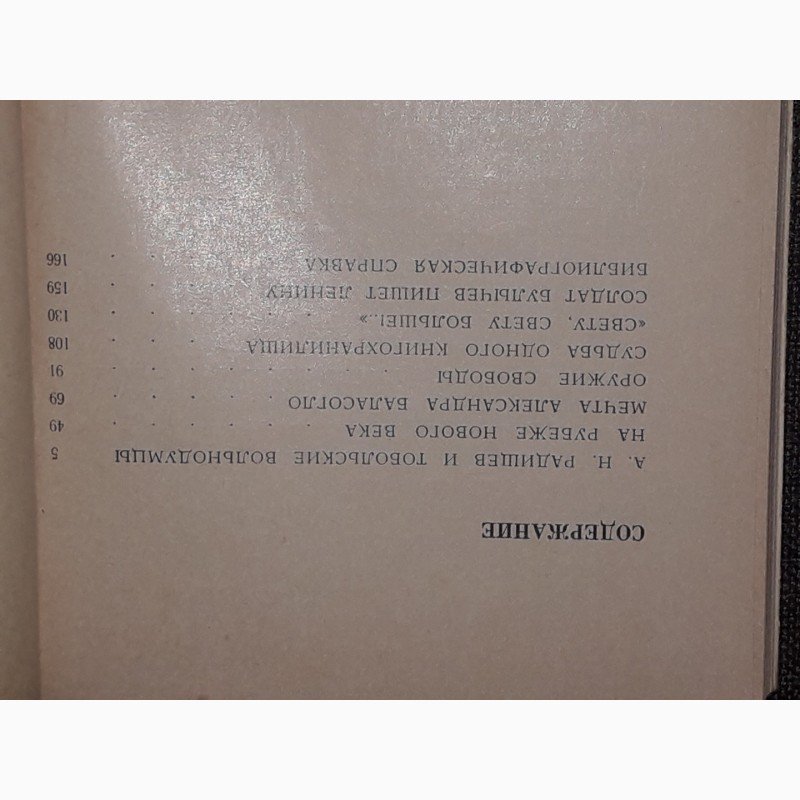 СОДЕРЖАНИЕ
А. Н. РАДИЩЕВ И ТОБОЛЬСКИЕ ВОЛЬНОДУМЦЫ 5
НА РУБЕЖЕ НОВОГО ВЕКА . . . . . . 49
МЕЧТА АЛЕКСАНДРА БАЛАСОГЛО . . . . 69
ОРУЖИЕ СВОБОДЫ . . . . . . . 91
СУДЬБА ОДНОГО КНИГОХРАНИЛИЩА . . . . 108
«СВЕТУ, СВЕТУ БОЛЬШЕ!..» . . . . . . 130
СОЛДАТ БУЛЫЧЕВ ПИШЕТ ЛЕНИНУ . . . . 159
БИБЛИОГРАФИЧЕСКАЯ СПРАВКА . . . . . 166